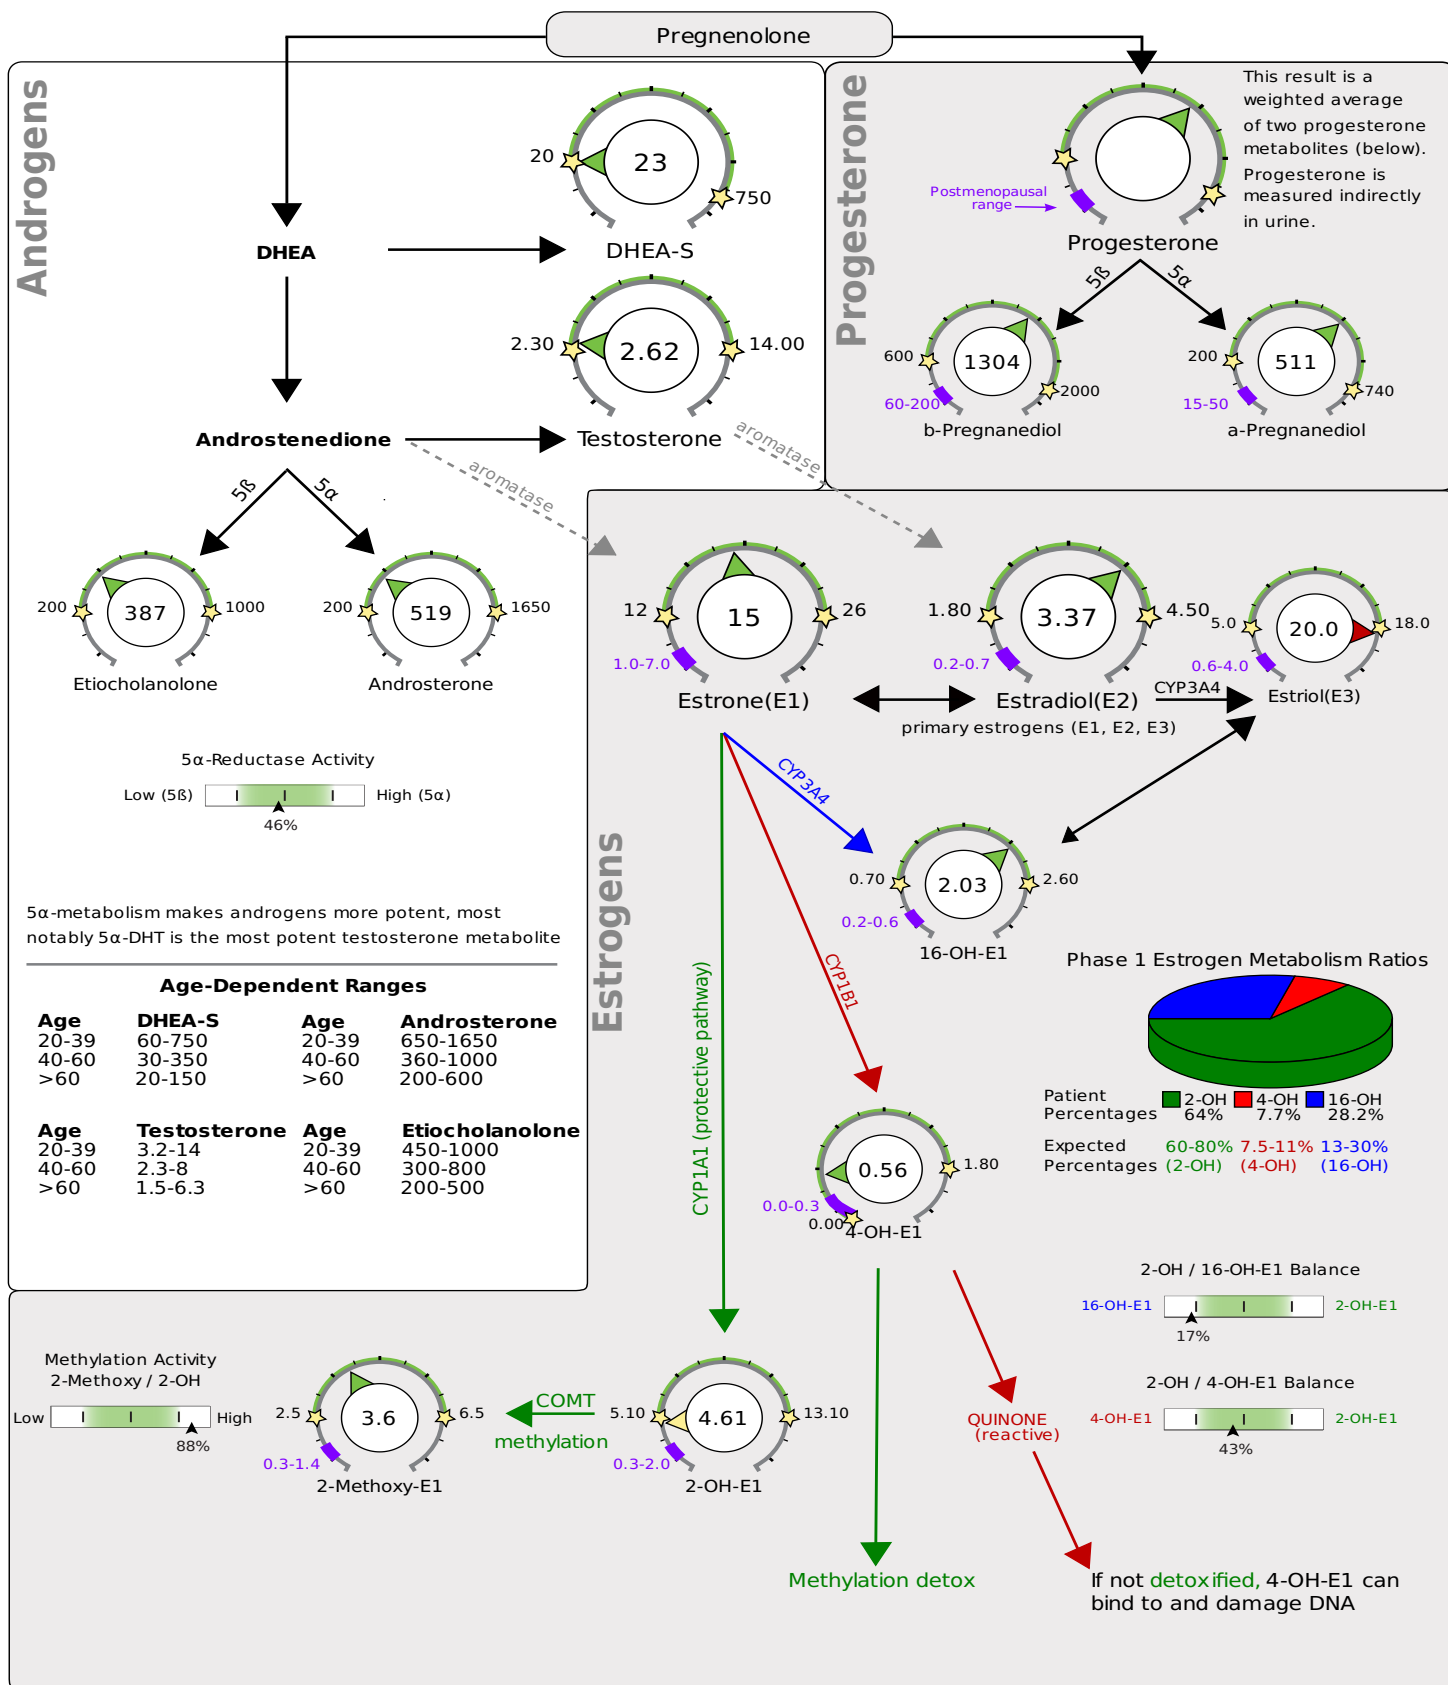 Pregnenolone
Androgens
20
23
750
DHEA-S
DHEA
2.30
2.62
14.00
Testosterone
Androstenedione
aromatase
aromatase
5ß
5α
200
387
1000
Etiocholanolone
200
519
1650
Androsterone
5α-Reductase Activity
Low (5ß)
High (5α)
46%
5α-metabolism makes androgens more potent, most
notably 5α-DHT is the most potent testosterone metabolite
Age-Dependent Ranges
Age DHEA-S
20-39 60-750
40-60 30-350
>60 20-150
Age Androsterone
20-39 650-1650
40-60 360-1000
>60 200-600
Age Testosterone
20-39 3.2-14
40-60 2.3-8
>60 1.5-6.3
Age Etiocholanolone
20-39 450-1000
40-60 300-800
>60 200-500
Progesterone
This result is a
weighted average
of two progesterone
metabolites (below).
Progesterone is
measured indirectly
in urine.
Postmenopausal
range
Progesterone
5ß
5α
600
1304
2000
60-200
b-Pregnanediol
200
511
740
15-50
a-Pregnanediol
Estrogens
12
15
26
1.0-7.0
Estrone(E1)
1.80
3.37
4.50
0.2-0.7
Estradiol(E2)
CYP3A4
5.0
20.0
18.0
0.6-4.0
Estriol(E3)
primary estrogens (E1, E2, E3)
CYP3A4
0.70
2.03
2.60
0.2-0.6
16-OH-E1
CYP1B1
CYP1A1 (protective pathway)
0.56
1.80
0.0-0.3
0.00
4-OH-E1
Phase 1 Estrogen Metabolism Ratios
Patient
Percentages
2-OH
64%
4-OH
7.7%
16-OH
28.2%
Expected
Percentages
60-80%
(2-OH)
7.5-11%
(4-OH)
13-30%
(16-OH)
2-OH / 16-OH-E1 Balance
16-OH-E1
2-OH-E1
17%
2-OH / 4-OH-E1 Balance
4-OH-E1
2-OH-E1
43%
Methylation Activity
2-Methoxy / 2-OH
Low
High
88%
2.5
3.6
6.5
0.3-1.4
2-Methoxy-E1
COMT
methylation
5.10
4.61
13.10
0.3-2.0
2-OH-E1
QUINONE
(reactive)
Methylation detox
If not detoxified, 4-OH-E1 can
bind to and damage DNA